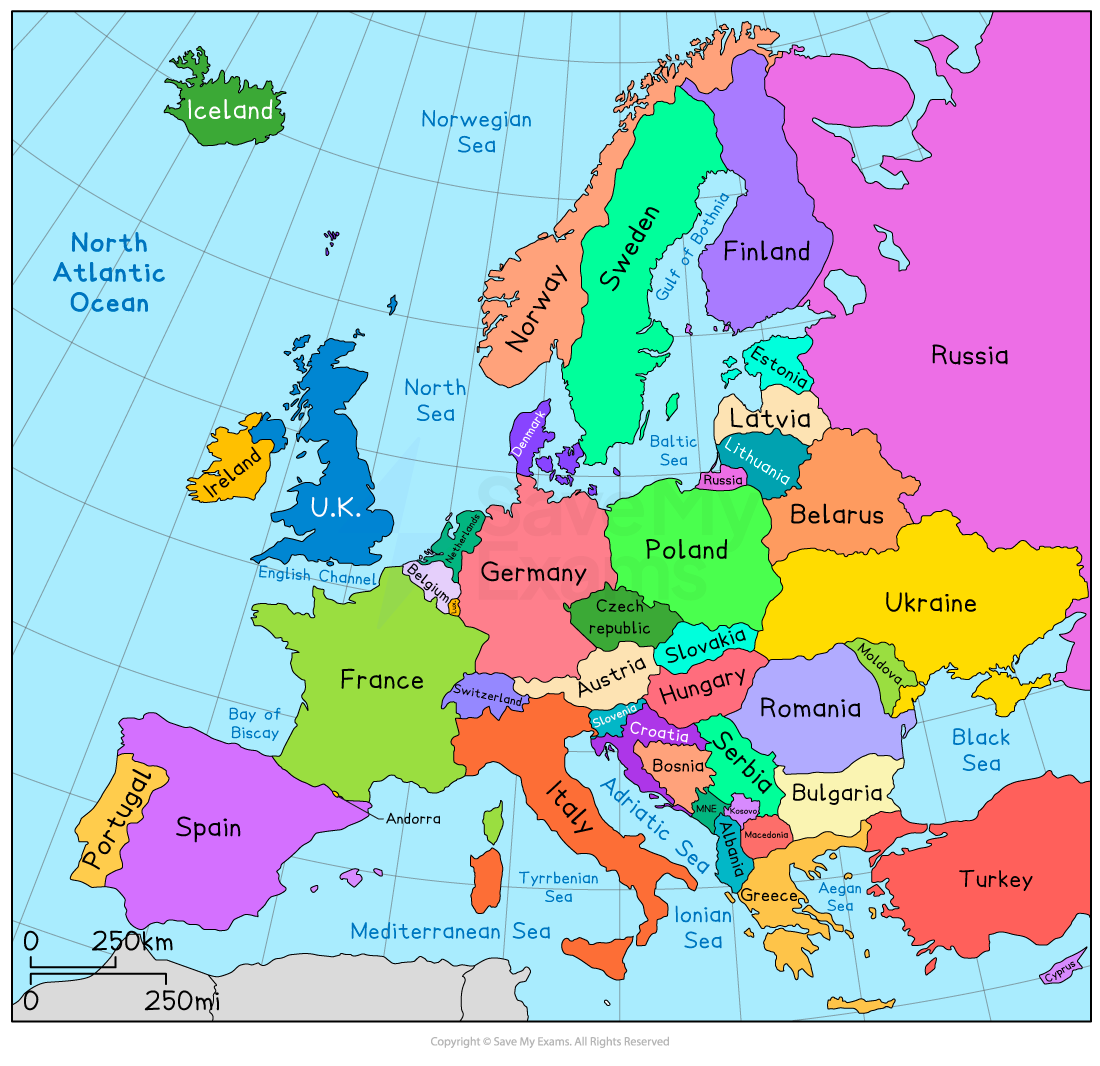 Iceland
Norwegian
Sea
North
Atlantic
Ocean
Sweden
Gulf of Bothnia
Finland
Norway
Russia
North
Sea
Estonia
Denmark
Latvia
Baltic
Sea
Lithuania
Russia
Ireland
U.K.
Netherlands
Belarus
SaveMy
Exams
Poland
English Channel
Belgium
Germany
Czech
republic
Ukraine
Slovakia
France
Austria
Moldova
Switzerland
Hungary
Romania
Bay of
Biscay
Slovenia
Croatia
Serbia
Black
Sea
Bosnia
Bulgaria
Adriatic Sea
Italy
MNE
Kosovo
Portugal
Spain
Andorra
Macedonia
Albania
Turkey
Tyrrbenian
Sea
Greece
Aegan
Sea
Mediterranean Sea
Ionian
Sea
0 250km
0 250mi
Cyprus
Copyright © Save My Exams. All Rights Reserved